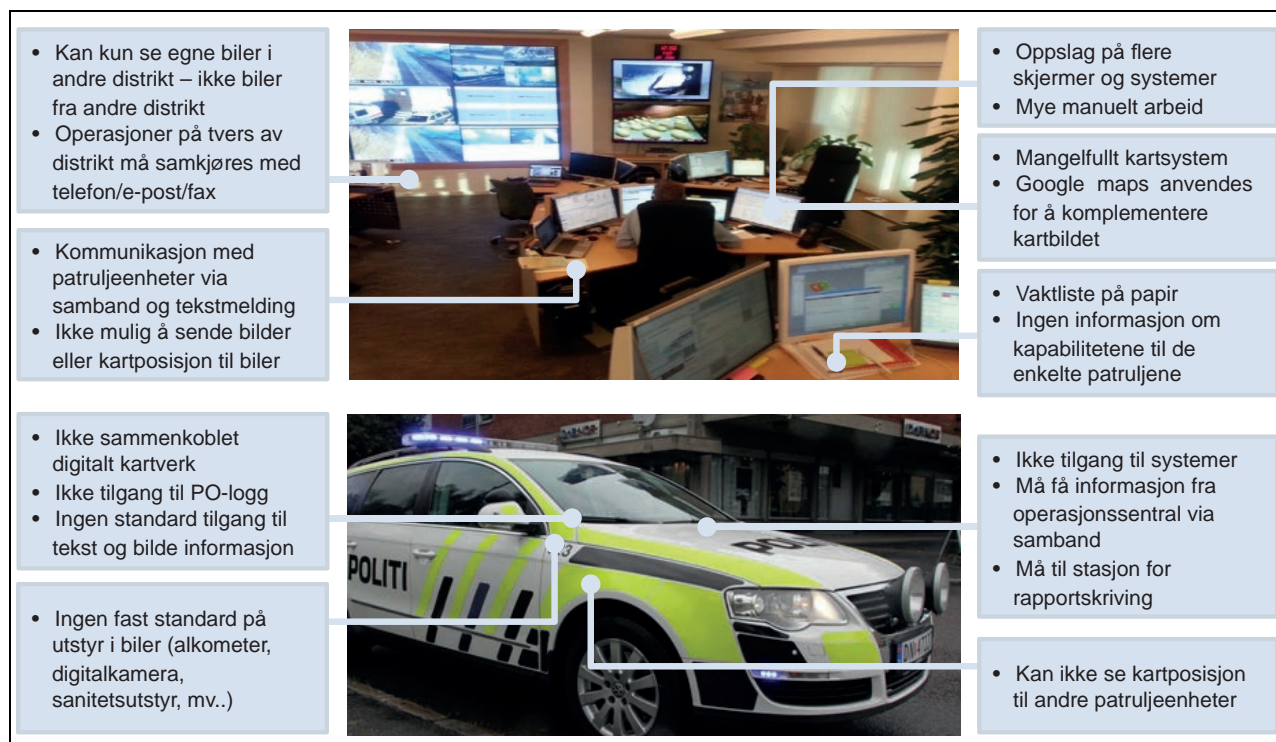 • Kan kun se egne biler i
andre distrikt – ikke biler
fra andre distrikt
• Operasjoner på tvers av
distrikt må samkjøres med
telefon/e-post/fax
• Kommunikasjon med
patruljeenheter via
samband og tekstmelding
• Ikke mulig å sende bilder
eller kartposisjon til biler
• Oppslag på flere
skjermer og systemer
• Mye manuelt arbeid
• Mangelfullt kartsystem
• Google maps anvendes
for å komplementere
kartbildet
• Vaktliste på papir
• Ingen informasjon om
kapabilitetene til de
enkelte patruljene
• Ikke sammenkoblet
digitalt kartverk
• Ikke tilgang til PO-logg
• Ingen standard tilgang til
tekst og bilde informasjon
• Ingen fast standard på
utstyr i biler (alkometer,
digitalkamera,
sanitetsutstyr, mv..)
POLITI
• Ikke tilgang til systemer
• Må få informasjon fra
operasjonssentral via
samband
• Må til stasjon for
rapportskriving
• Kan ikke se kartposisjon
til andre patruljeenheter